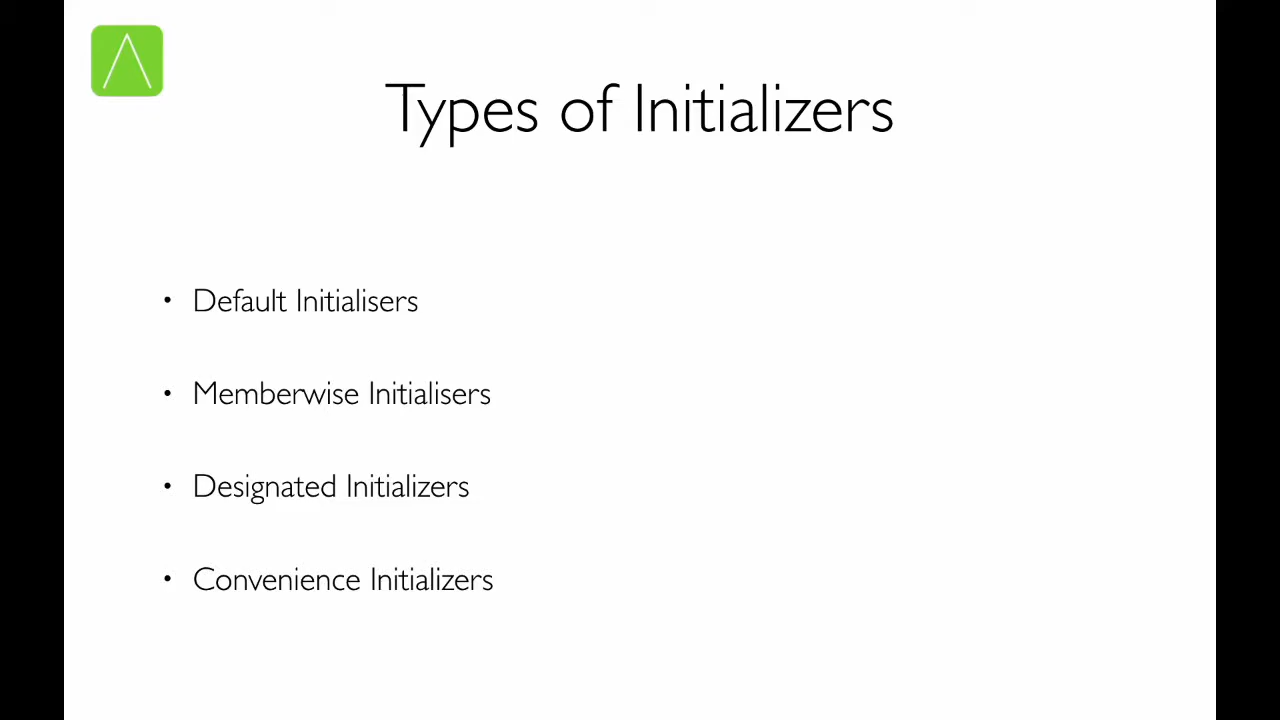 Types of Initializers
• Default Initialisers
• Memberwise Initialisers
• Designated Initializers
• Convenience Initializers